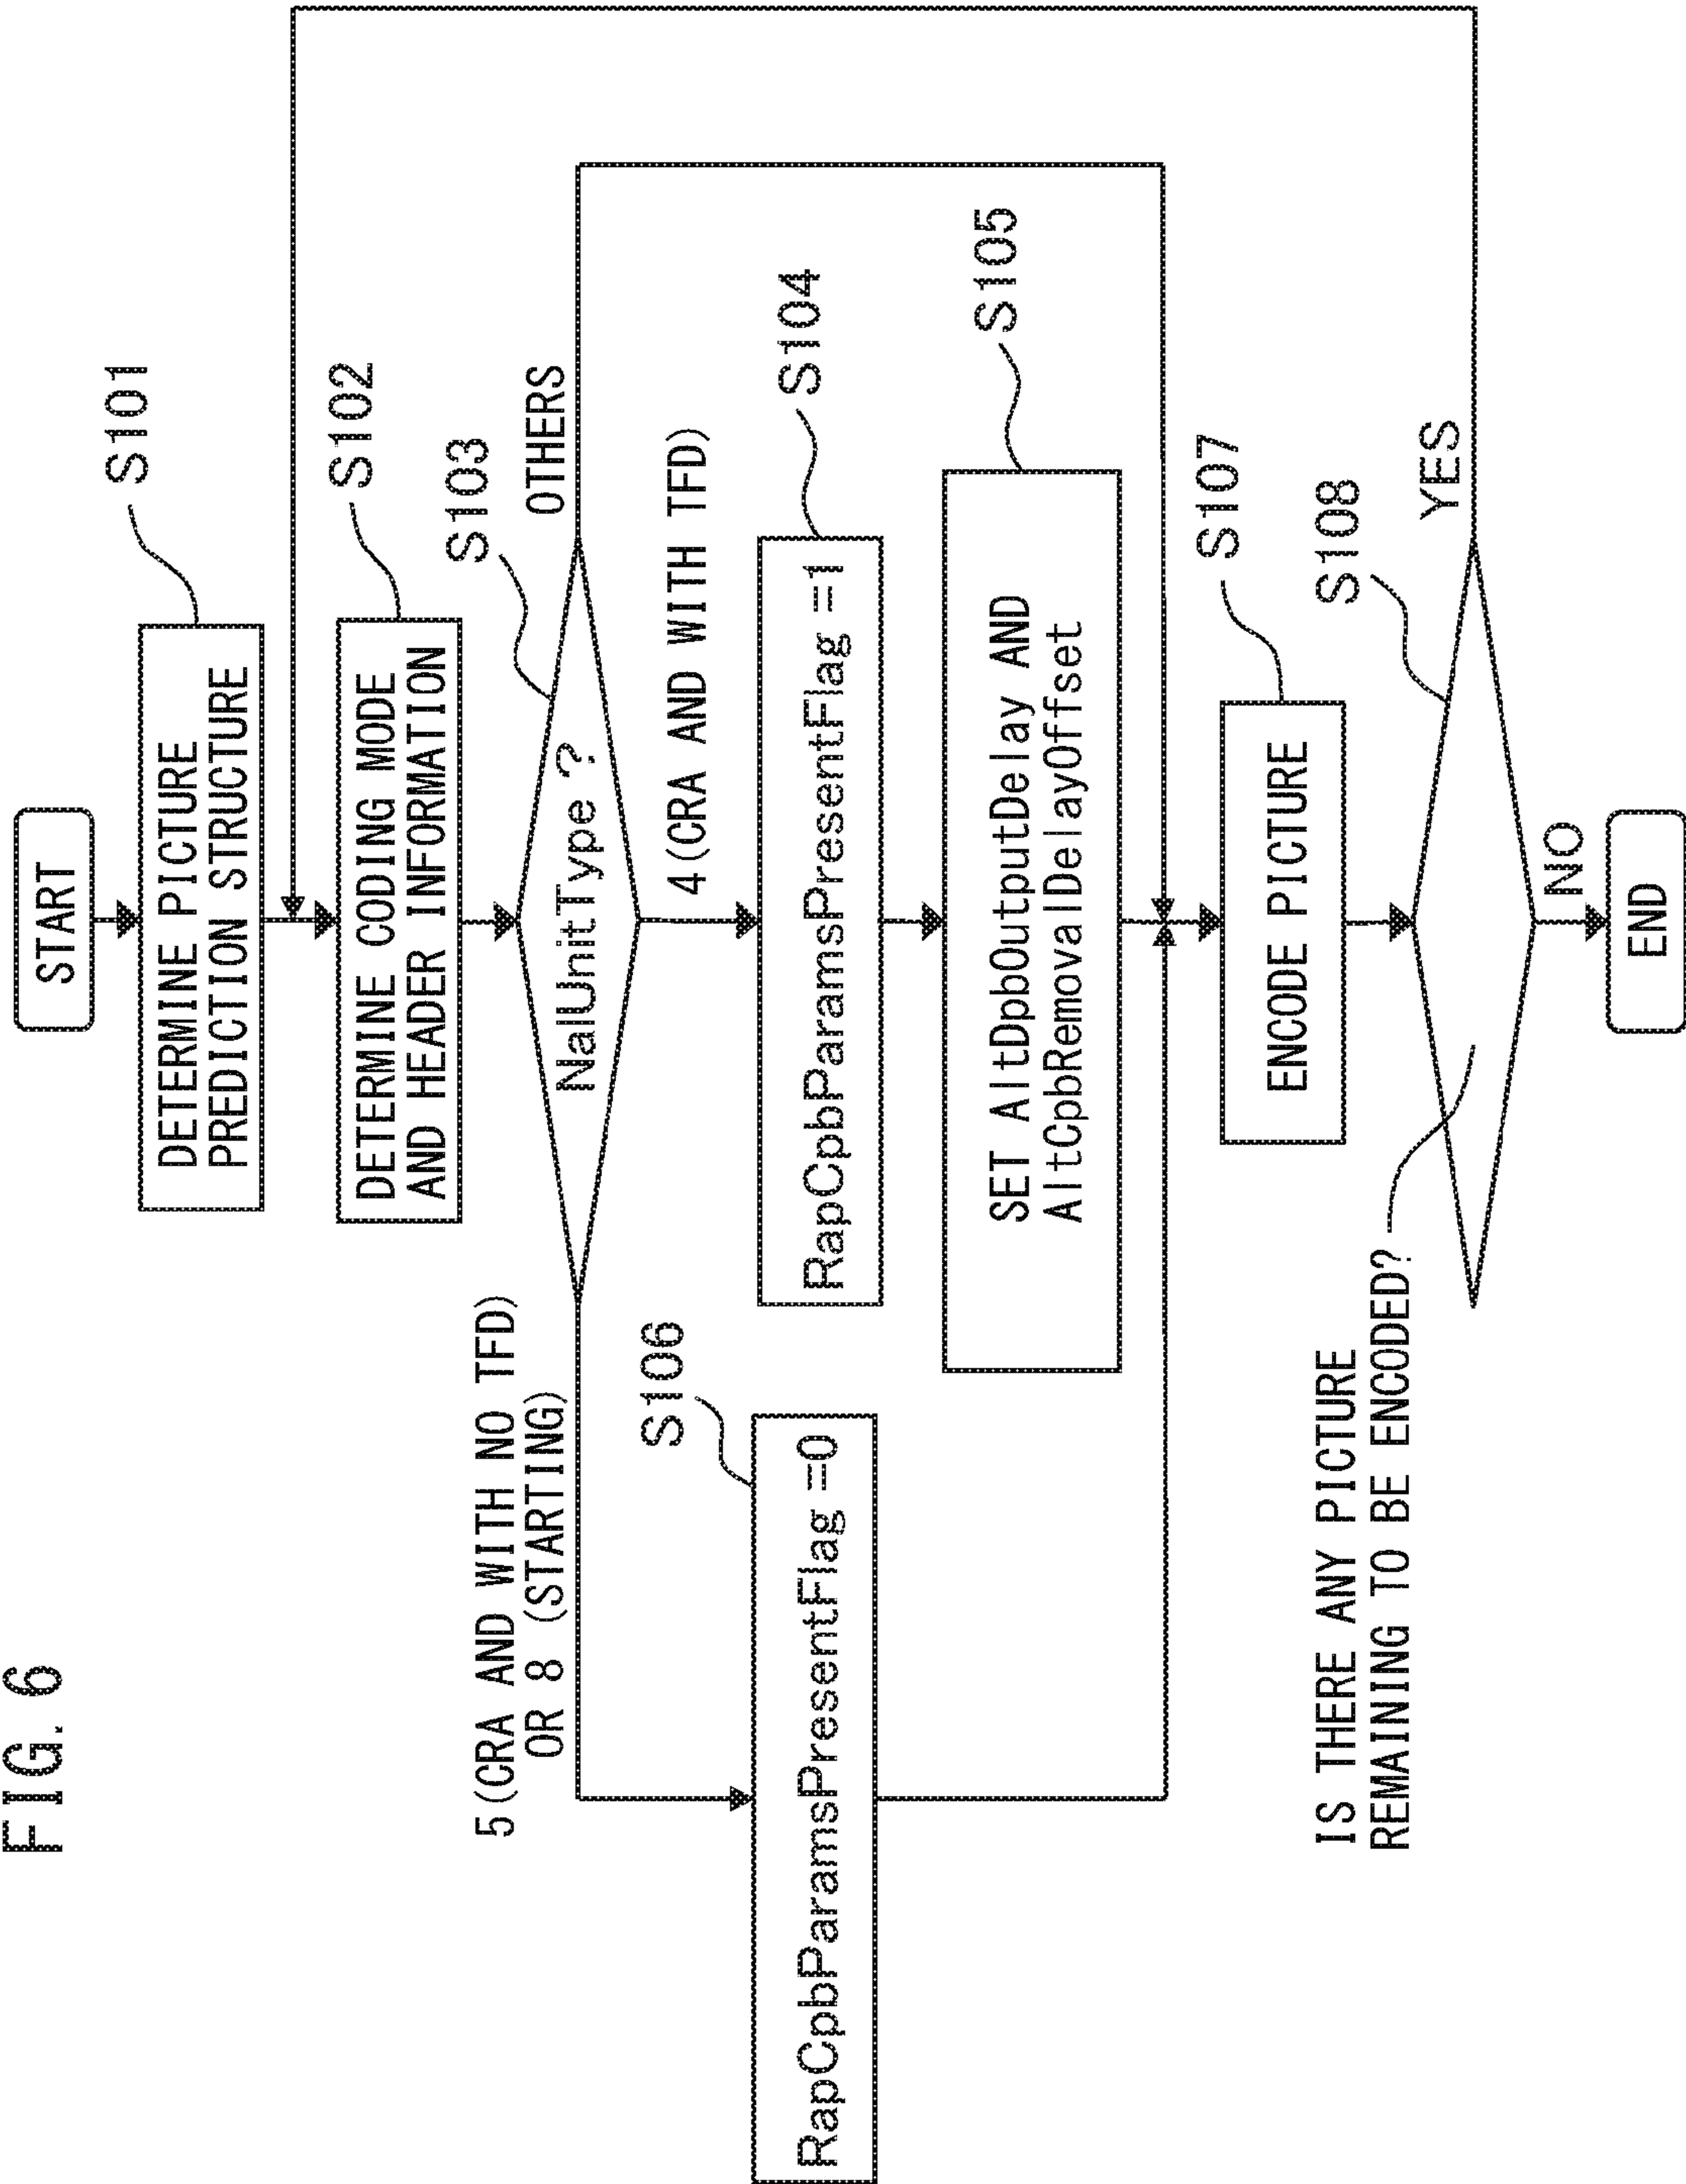 FIG. 6
START
DETERMINE PICTURE
PREDICTION STRUCTURE
S101
DETERMINE CODING MODE
AND HEADER INFORMATION
S102
NalUnitType ?
S103
OTHERS
5(CRA AND WITH NO TFD)
OR 8 (STARTING)
4(CRA AND WITH TFD)
RapCpbParamsPresentFlag =0
S106
RapCpbParamsPresentFlag =1
S104
SET AltDpbOutputDelay AND
AltCpbRemovalDelayOffset
S105
ENCODE PICTURE
S107
IS THERE ANY PICTURE
REMAINING TO BE ENCODED?
S108
YES
NO
END